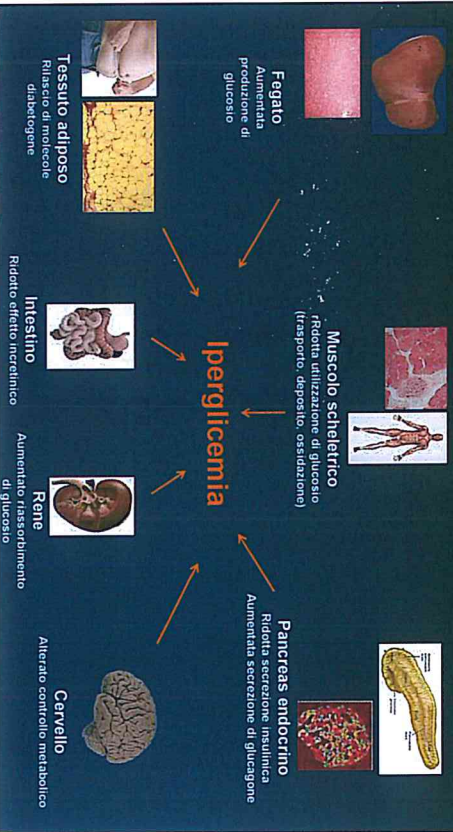 Fegato
Aumentata
produzione di
glucosio
Muscolo scheletrico
rRdotta utilizzazione di glucosio
(trasporto, deposito, ossidazione)
Pancreas endocrino
Ridotta secrezione insulinica
Aumentata secrezione di glucagone
Iperglicemia
Tessuto adiposo
Rilascio di molecole
diabetogene
Intestino
Ridotto effetto incretinico
Rene
Aumentato riassorbimento
di glucosio
Cervello
Alterato controllo metabolico